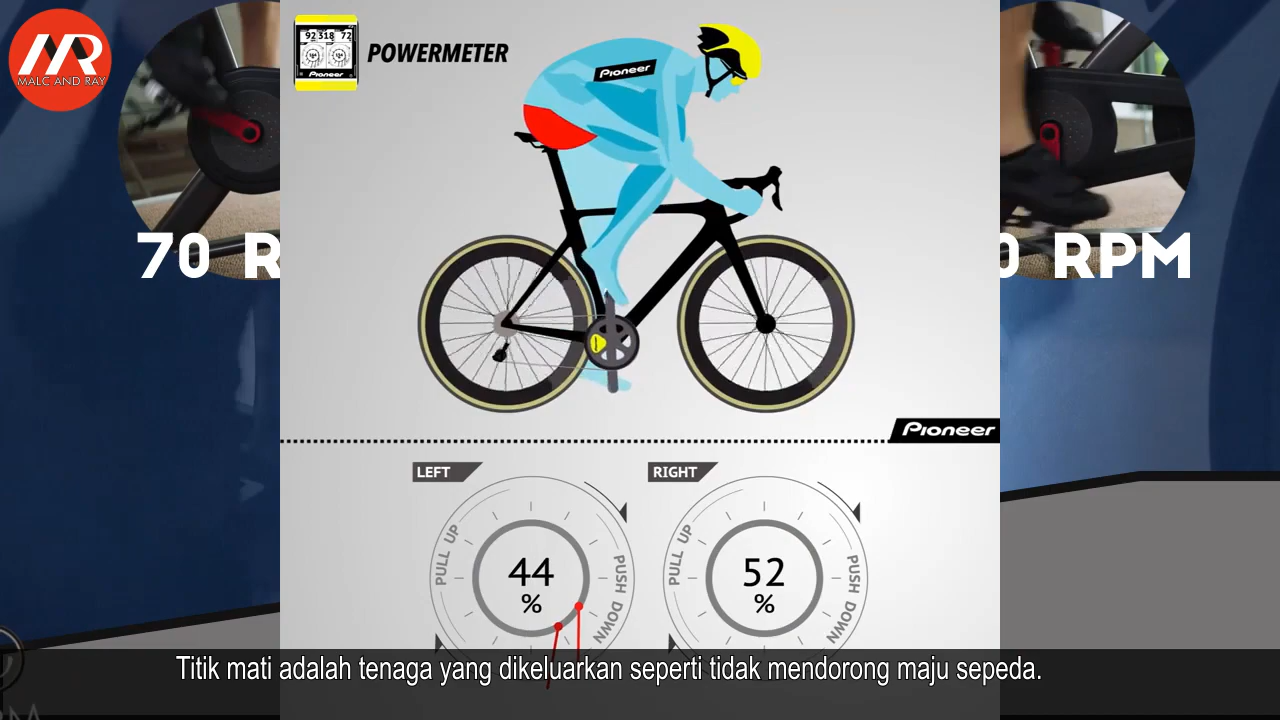 MR
MALC AND RAY
92 318 72
Pioneer
POWERMETER
Pioneer
70 R
0 RPM
Pioneer
LEFT
RIGHT
PULL UP
44
%
PUSH DOWN
PULL UP
52
%
PUSH DOWN
Titik mati adalah tenaga yang dikeluarkan seperti tidak mendorong maju sepeda.